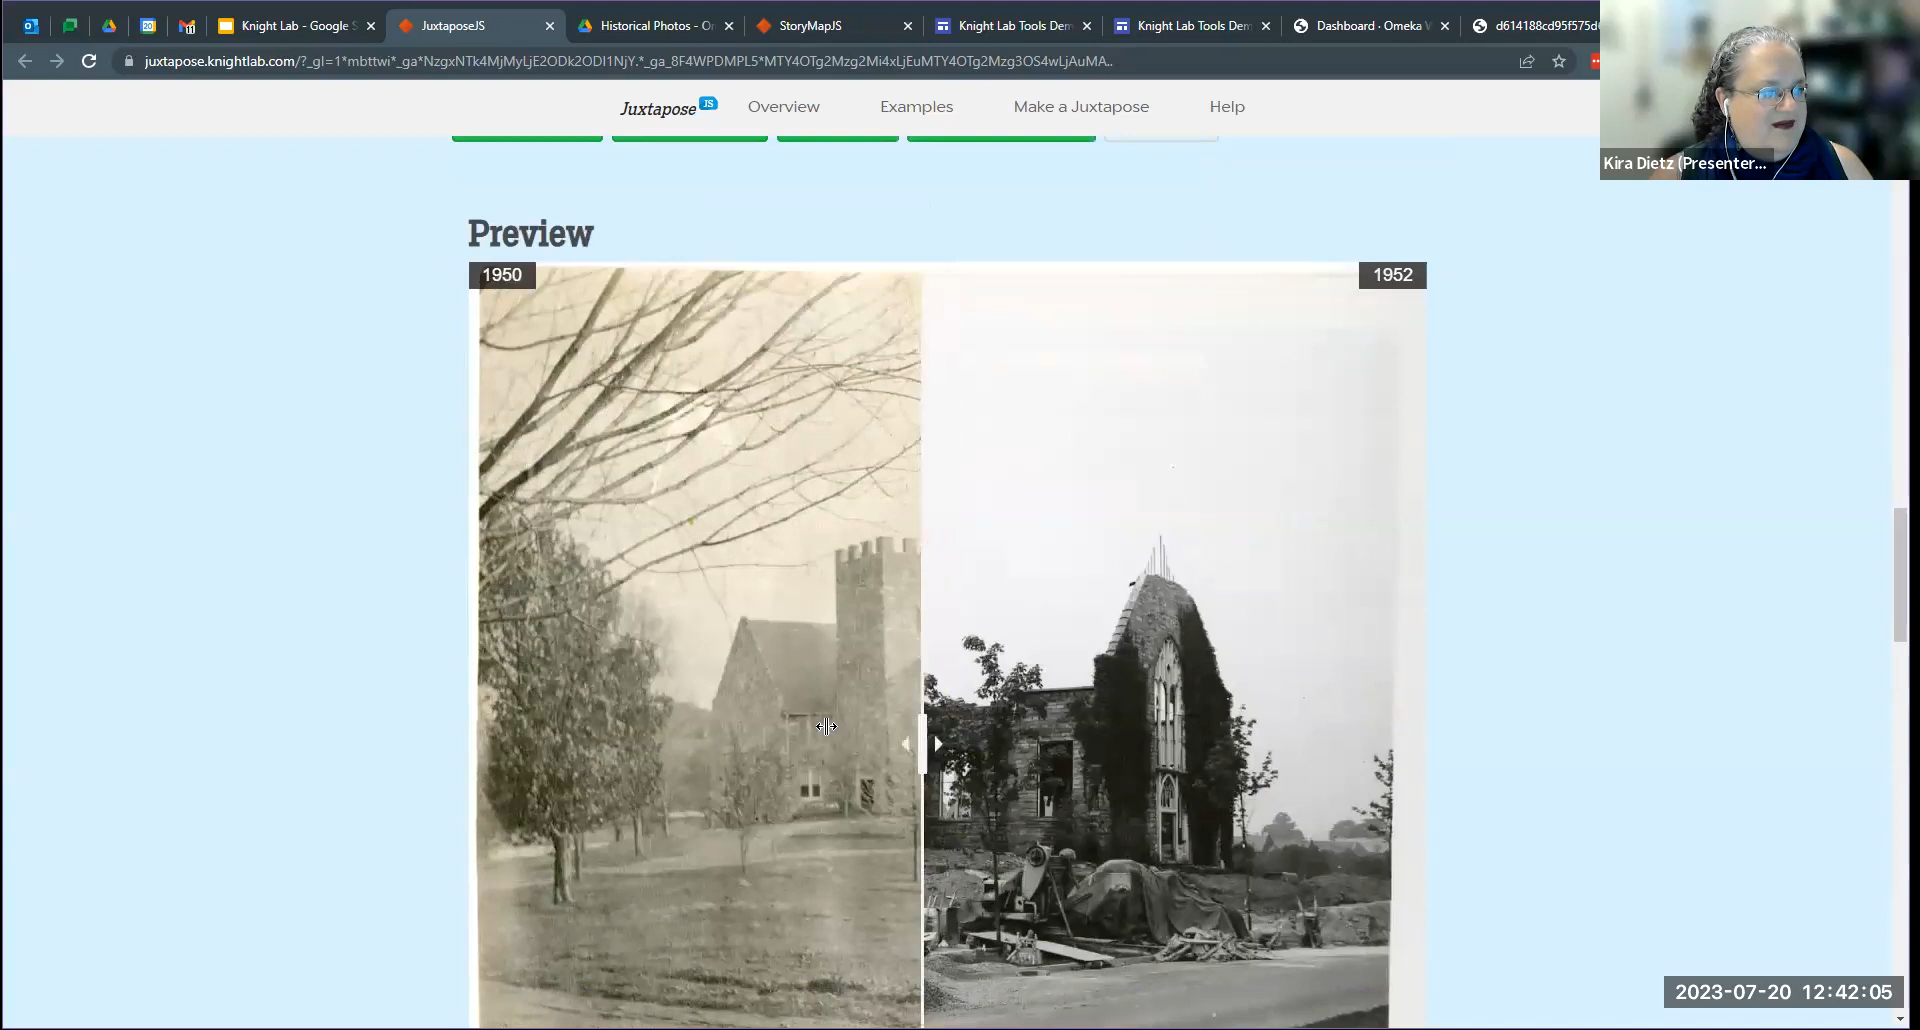 Knight Lab - Google S
JuxtaposeJS
Historical Photos - Or
StoryMapJS
Knight Lab Tools Dem
Knight Lab Tools Dem
Dashboard · Omeka W
d614188cd95f575d
20
juxtapose.knightlab.com/?_gl=1*mbttwi*_ga*NzgxNTk4MjMyLjE2ODk2ODI1NjY.*_ga_8F4WPDMPL5*MTY4OTg2Mzg2Mi4xLjEuMTY4OTg2Mzg3OS4wLjAuMA..
Juxtapose JS
Overview
Examples
Make a Juxtapose
Help
Kira Dietz (Presenter...
Preview
1950
1952
2023-07-20 12:42:05